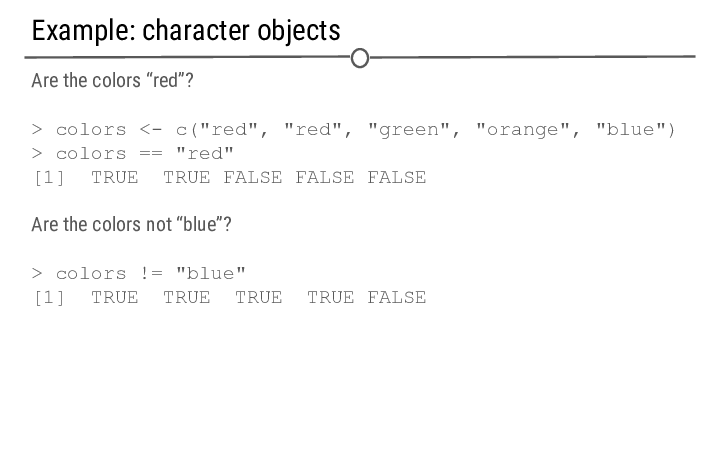 Example: character objects
Are the colors “red”?
> colors <- c("red", "red", "green", "orange", "blue")
> colors == "red"
[1]  TRUE  TRUE FALSE FALSE FALSE
Are the colors not “blue”?
> colors != "blue"
[1]  TRUE  TRUE  TRUE  TRUE FALSE